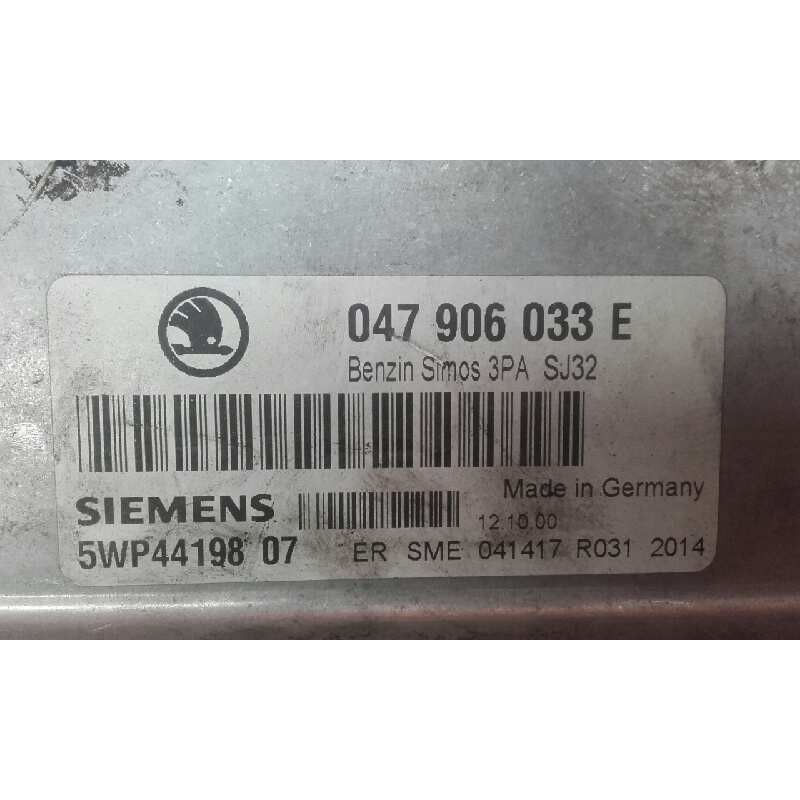 047 906 033 E
Benzin Simos 3PA SJ32
Made in Germany
SIEMENS
12.10.00
5WP44198 07 ER SME 041417 R031 2014